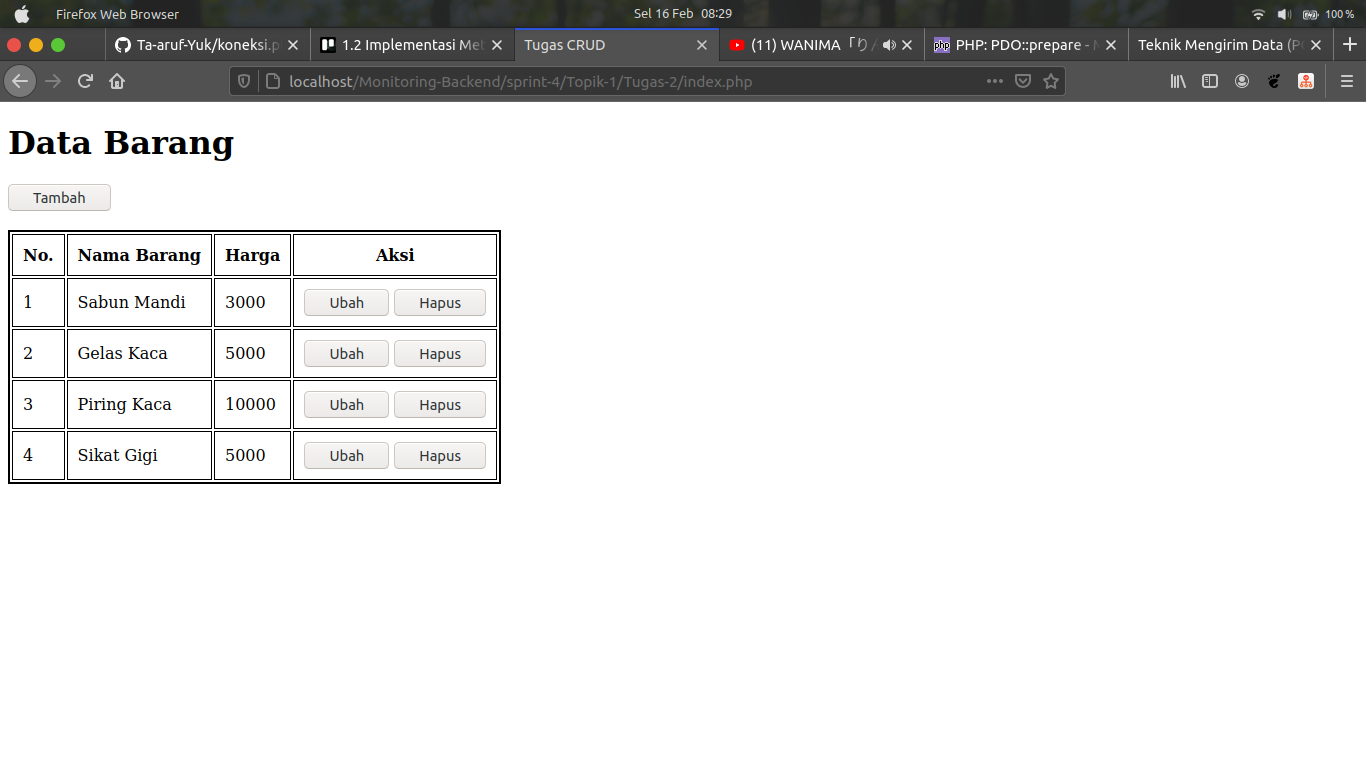 Firefox Web Browser Sel 16 Feb 08:29 100 %
Ta-aruf-Yuk/koneksi.p 1.2 Implementasi Met Tugas CRUD (11) WANIMA「り PHP: PDO::prepare - Teknik Mengirim Data (P
localhost/Monitoring-Backend/sprint-4/Topik-1/Tugas-2/index.php
Data Barang
Tambah
No. Nama Barang Harga Aksi
1 Sabun Mandi 3000 Ubah Hapus
2 Gelas Kaca 5000 Ubah Hapus
3 Piring Kaca 10000 Ubah Hapus
4 Sikat Gigi 5000 Ubah Hapus